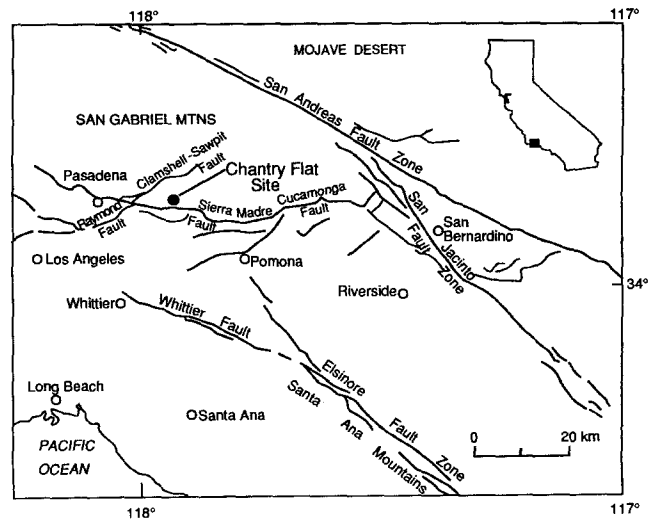 118°
117°
MOJAVE DESERT
San Andreas Fault Zone
SAN GABRIEL MTNS
Clamshell-Sawpit
Fault
Pasadena
Chantry Flat
Site
Raymond
Fault
Sierra Madre
Fault
Cucamonga
Fault
San Jacinto
Fault Zone
San
Bernardino
Los Angeles
Pomona
34°
Riverside
Whittier
Whittier Fault
Elsinore Fault Zone
Long Beach
Santa Ana
Santa Ana Mountains
0 20 km
PACIFIC
OCEAN
118°
117°